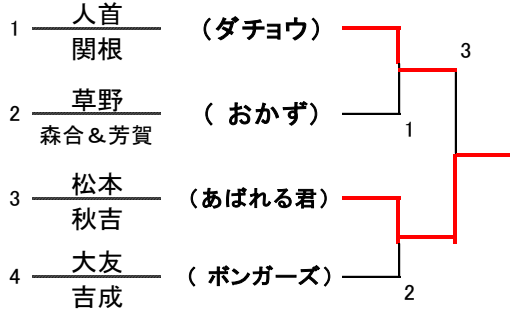 1 人首 (ダチョウ)
関根
3
2 草野 ( おかず)
森合＆芳賀
1
3 松本 (あばれる君)
秋吉
4 大友 ( ボンガーズ)
吉成
2